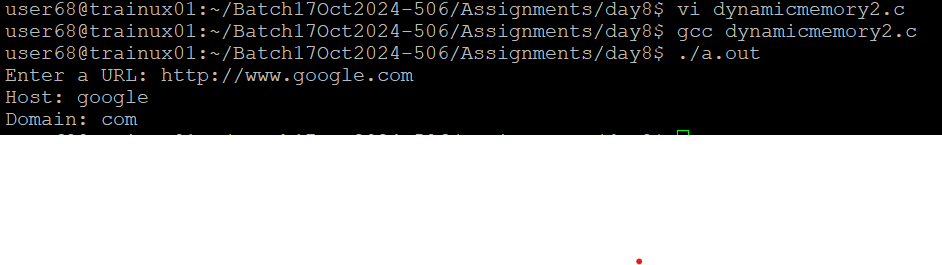 user68@trainux01:~/Batch17Oct2024-506/Assignments/day8$ vi dynamicmemory2.c
user68@trainux01:~/Batch17Oct2024-506/Assignments/day8$ gcc dynamicmemory2.c
user68@trainux01:~/Batch17Oct2024-506/Assignments/day8$ ./a.out
Enter a URL: http://www.google.com
Host: google
Domain: com